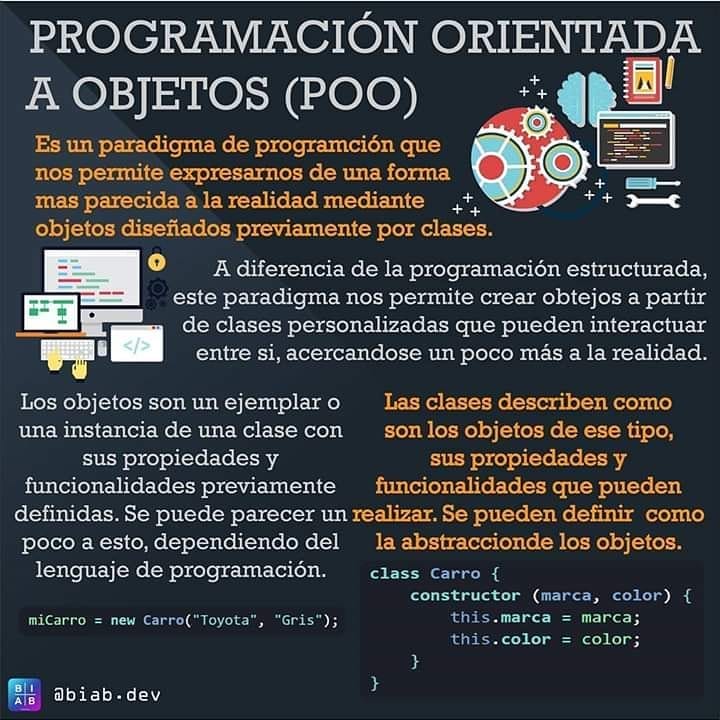 PROGRAMACIÓN ORIENTADA
A OBJETOS (POO)
Es un paradigma de programción que
nos permite expresarnos de una forma
mas parecida a la realidad mediante
objetos diseñados previamente por clases.
A diferencia de la programación estructurada,
este paradigma nos permite crear obtejos a partir
de clases personalizadas que pueden interactuar
entre si, acercandose un poco más a la realidad.
</>
Los objetos son un ejemplar o
una instancia de una clase con
sus propiedades y
funcionalidades previamente
definidas. Se puede parecer un
poco a esto, dependiendo del
lenguaje de programación.
miCarro = new Carro("Toyota", "Gris");
Las clases describen como
son los objetos de ese tipo,
sus propiedades y
funcionalidades que pueden
realizar. Se pueden definir como
la abstraccionde los objetos.
class Carro {
constructor (marca, color) {
this.marca = marca;
this.color = color;
}
}
BI
AB
@biab.dev